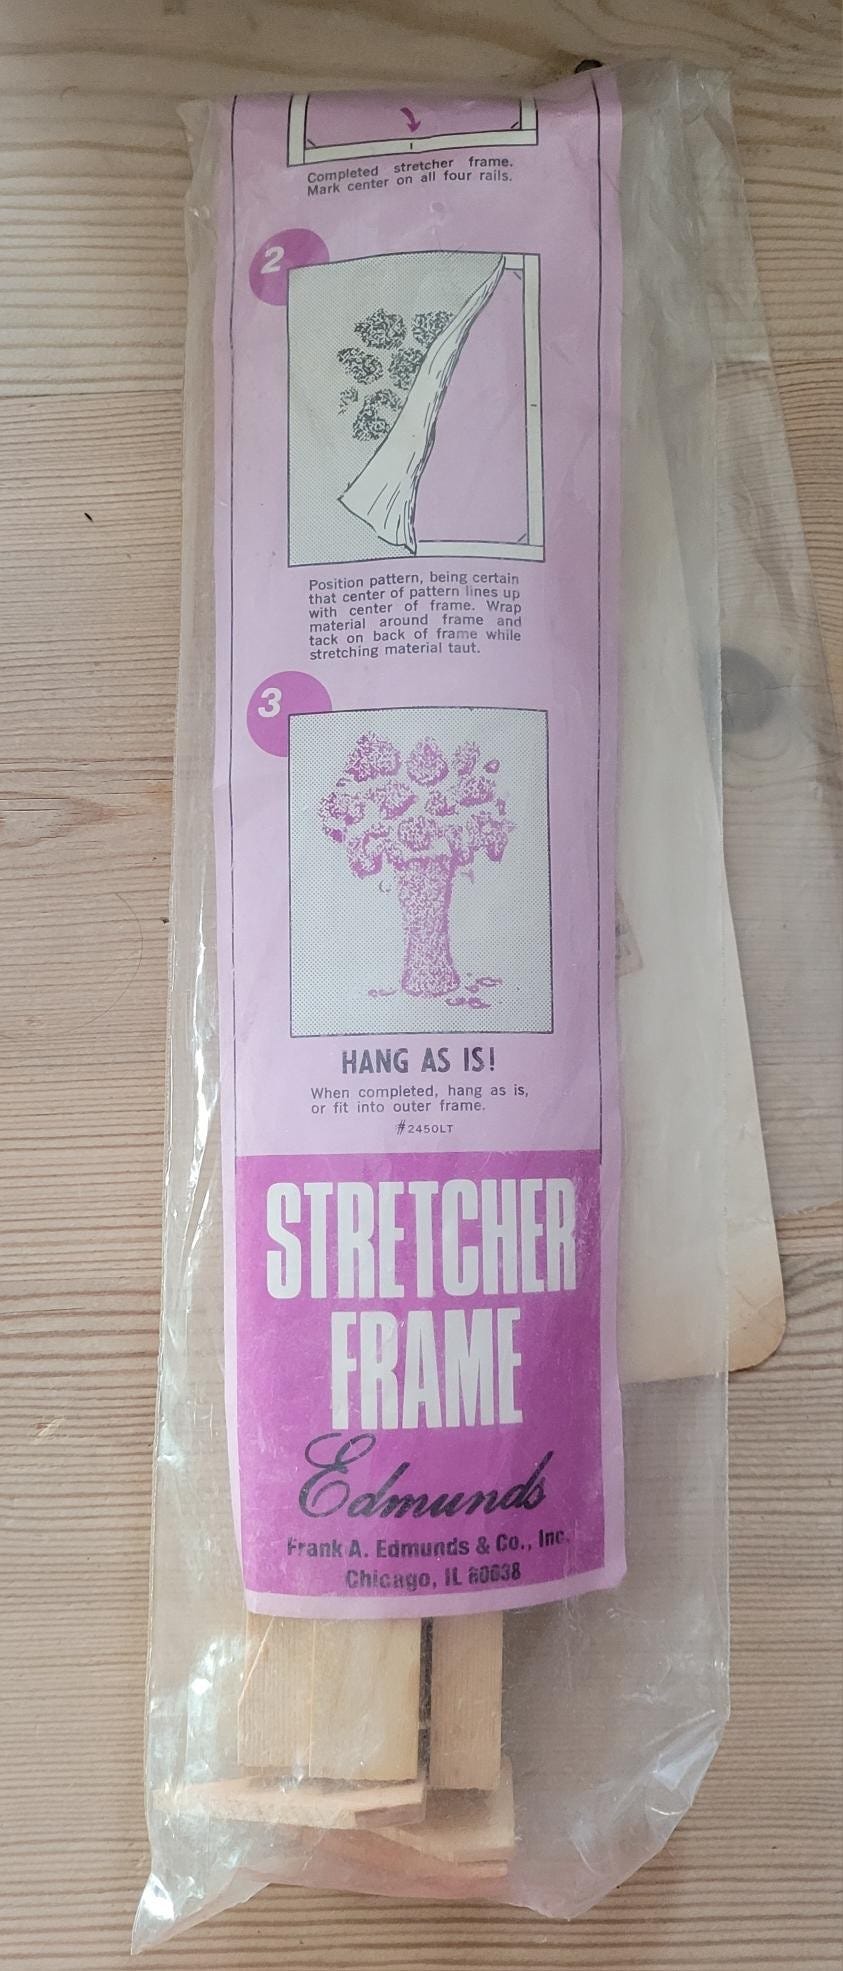 Completed stretcher frame.
Mark center on all four rails.
2
Position pattern, being certain
that center of pattern lines up
with center of frame. Wrap
material around frame and
tack on back of frame while
stretching material taut.
3
HANG AS IS!
When completed, hang as is,
or fit into outer frame.
#2450LT
STRETCHER
FRAME
Edmunds
Frank A. Edmunds & Co., Inc.
Chicago, IL 60638